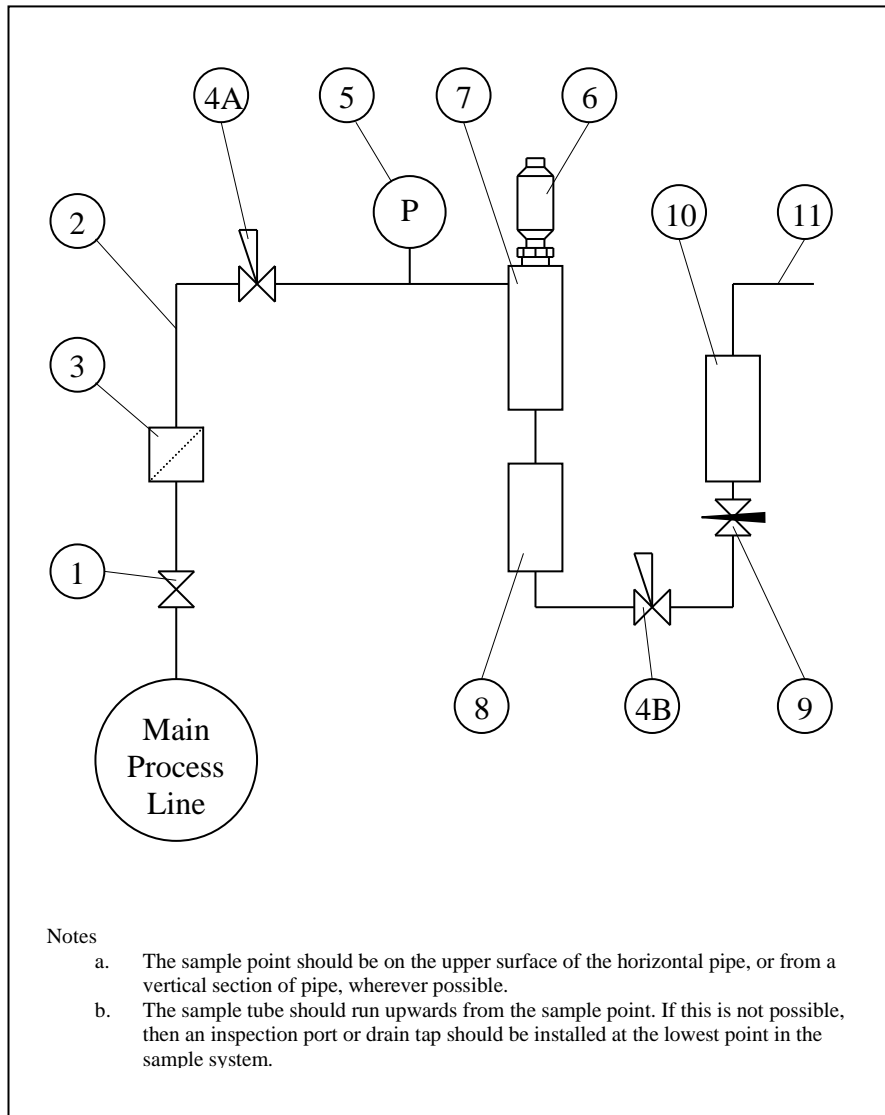 4A
5
7
6
2
10
11
P
3
1
8
4B
9
Main
Process
Line
Notes
a. The sample point should be on the upper surface of the horizontal pipe, or from a
vertical section of pipe, wherever possible.
b. The sample tube should run upwards from the sample point. If this is not possible,
then an inspection port or drain tap should be installed at the lowest point in the
sample system.